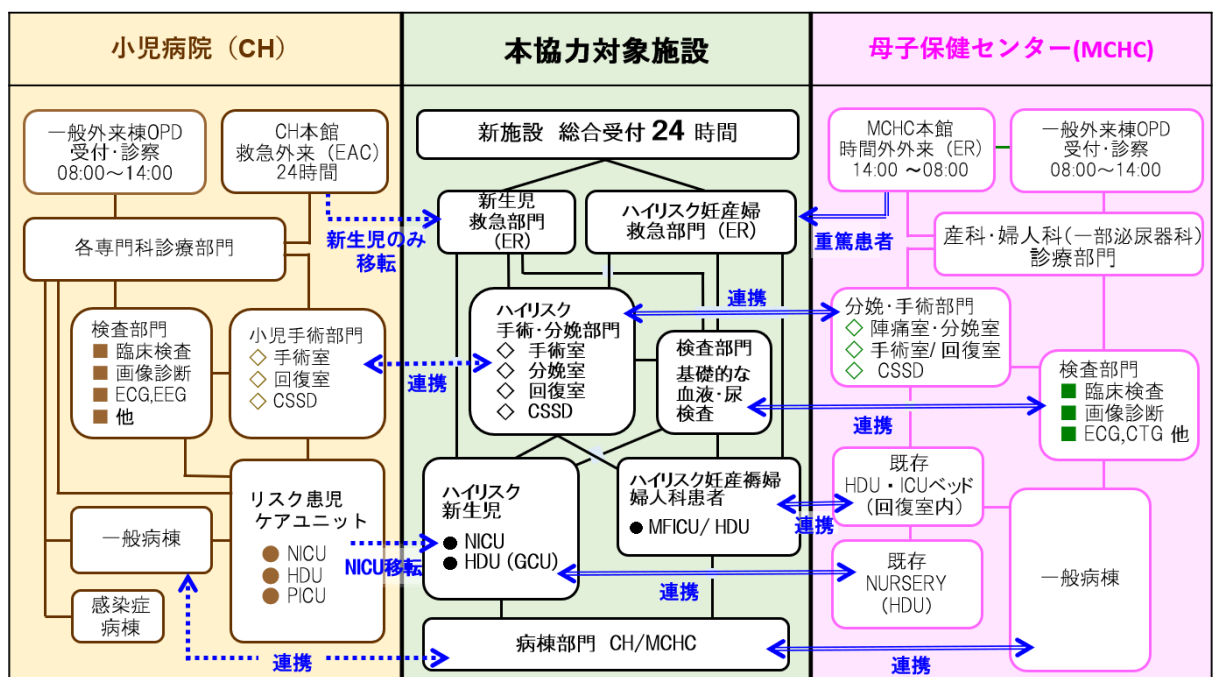 小児病院（CH）
本協力対象施設
母子保健センター(MCHC)
一般外来棟OPD
受付・診察
08:00～14:00
CH本館
救急外来（EAC）
24時間
各専門科診療部門
検査部門
■ 臨床検査
■ 画像診断
■ ECG,EEG
■ 他
小児手術部門
◇ 手術室
◇ 回復室
◇ CSSD
リスク患児
ケアユニット
● NICU
● HDU
● PICU
一般病棟
感染症
病棟
新生児のみ
移転
連携
NICU移転
連携
新施設 総合受付 24 時間
新生児
救急部門
(ER)
ハイリスク妊産婦
救急部門（ER）
ハイリスク
手術・分娩部門
◇ 手術室
◇ 分娩室
◇ 回復室
◇ CSSD
検査部門
基礎的な
血液・尿
検査
ハイリスク
新生児
● NICU
● HDU (GCU)
ハイリスク妊産褥婦
婦人科患者
● MFICU/ HDU
病棟部門 CH/MCHC
連携
連携
連携
重篤患者
連携
連携
MCHC本館
時間外外来（ER）
14:00 ～08:00
一般外来棟OPD
受付・診察
08:00～14:00
産科・婦人科(一部泌尿器科)
診療部門
分娩・手術部門
◇ 陣痛室・分娩室
◇ 手術室/ 回復室
◇ CSSD
検査部門
■ 臨床検査
■ 画像診断
■ ECG,CTG 他
既存
HDU・ICUベッド
(回復室内)
既存
NURSERY
(HDU)
一般病棟